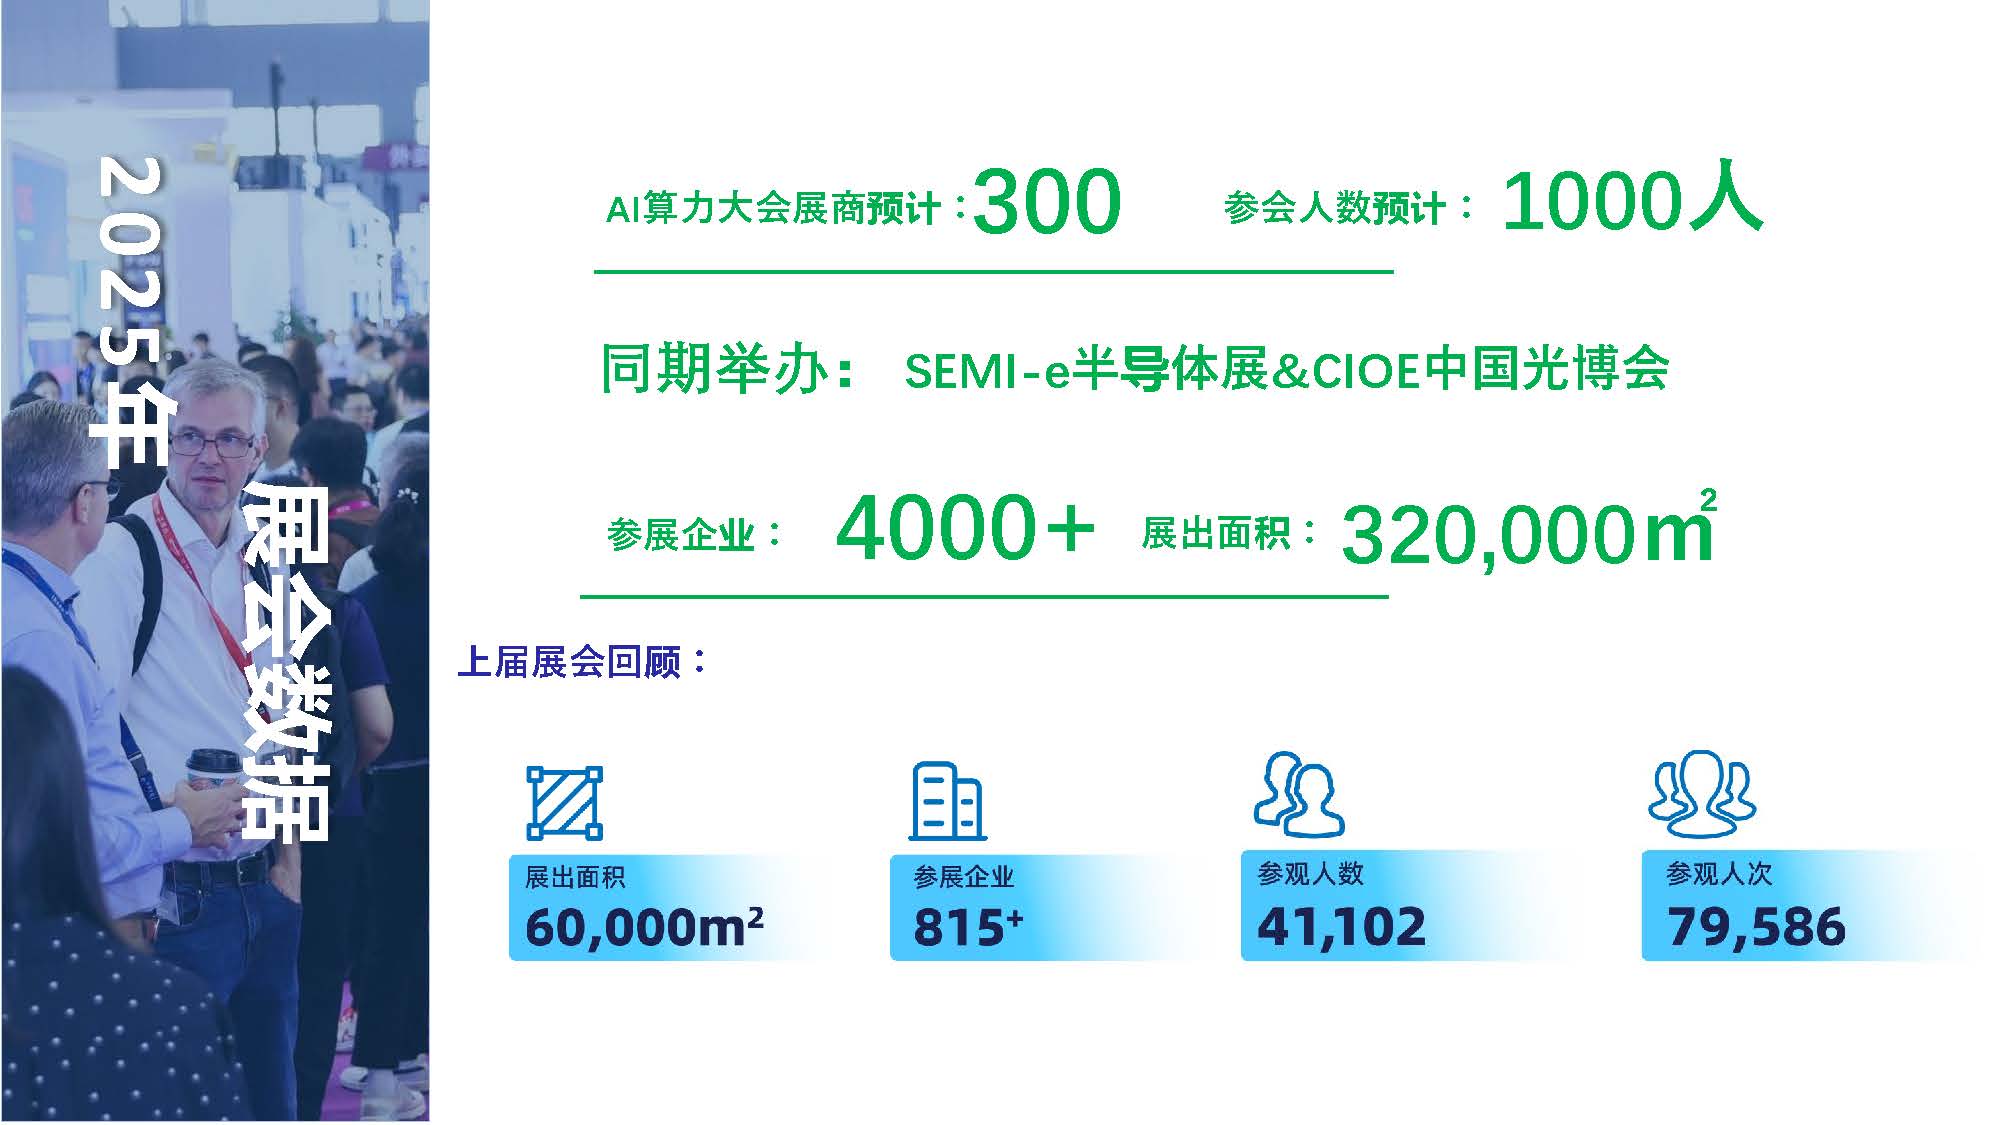 2025年
展会数据
AI算力大会展商预计：300 参会人数预计：1000人
同期举办： SEMI-e半导体展&CIOE中国光博会
参展企业： 4000+ 展出面积：320,000㎡
上届展会回顾：
展出面积 参展企业 参观人数 参观人次
60,000m² 815⁺ 41,102 79,586